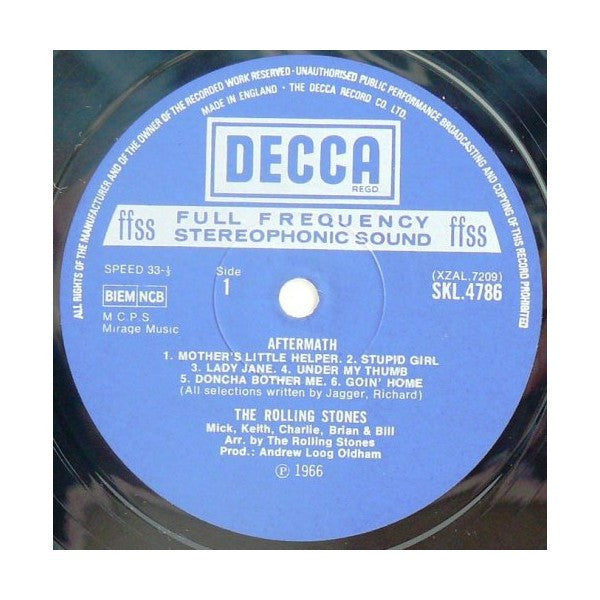 ALL RIGHTS OF THE MANUFACTURER AND OF THE OWNER OF THE RECORDED WORK RESERVED - UNAUTHORISED PUBLIC PERFORMANCE BROADCASTING AND COPYING OF THIS RECORD PROHIBITED
MADE IN ENGLAND - THE DECCA RECORD CO. LTD.
DECCA
REGD.
ffss FULL FREQUENCY STEREOPHONIC SOUND ffss
SPEED 33-⅓
Side
1
(XZAL.7209)
SKL.4786
BIEM NCB
M.C.P.S
Mirage Music
AFTERMATH
1. MOTHER'S LITTLE HELPER. 2. STUPID GIRL
3. LADY JANE. 4. UNDER MY THUMB
5. DONCHA BOTHER ME. 6. GOIN' HOME
(All selections written by Jagger, Richard)
THE ROLLING STONES
Mick, Keith, Charlie, Brian & Bill
Arr. by The Rolling Stones
Prod.: Andrew Loog Oldham
℗ 1966